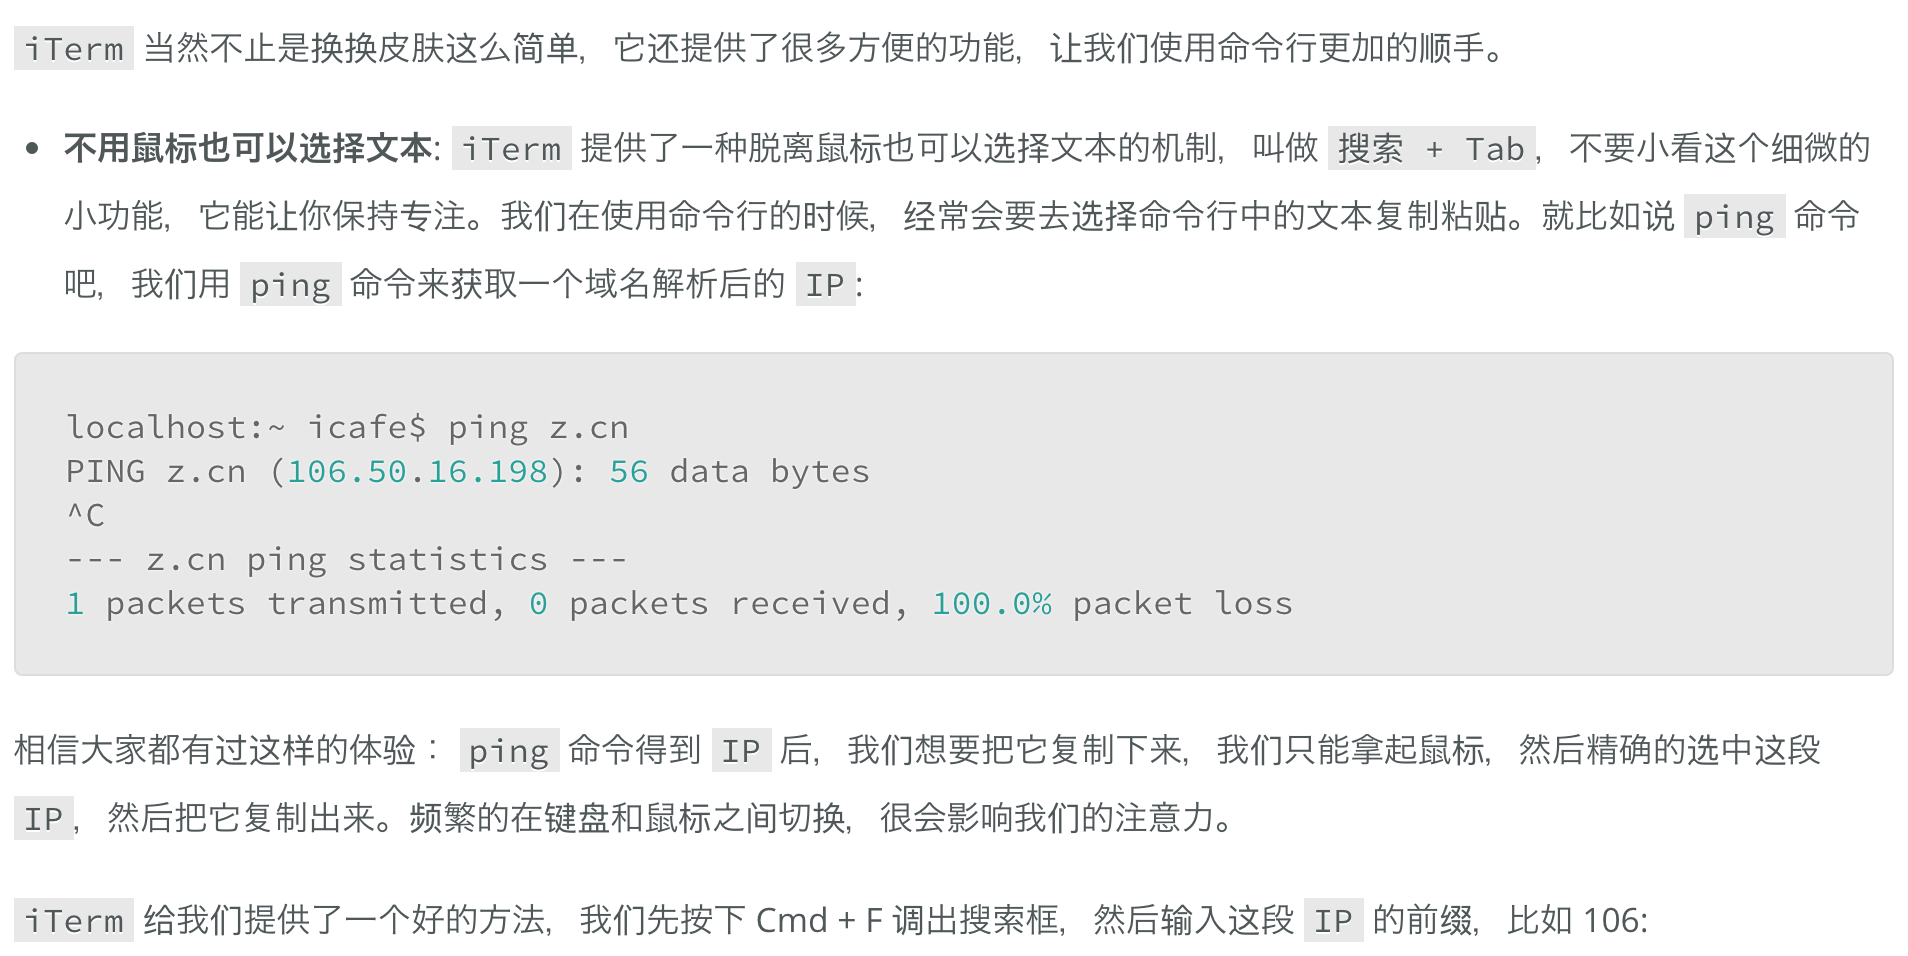 iTerm 当然不止是换换皮肤这么简单，它还提供了很多方便的功能，让我们使用命令行更加的顺手。
• 不用鼠标也可以选择文本: iTerm 提供了一种脱离鼠标也可以选择文本的机制，叫做 搜索 + Tab，不要小看这个细微的
小功能，它能让你保持专注。我们在使用命令行的时候，经常会要去选择命令行中的文本复制粘贴。就比如说 ping 命令
吧，我们用 ping 命令来获取一个域名解析后的 IP:
localhost:~ icafe$ ping z.cn
PING z.cn (106.50.16.198): 56 data bytes
^C
--- z.cn ping statistics ---
1 packets transmitted, 0 packets received, 100.0% packet loss
相信大家都有过这样的体验： ping 命令得到 IP 后，我们想要把它复制下来，我们只能拿起鼠标，然后精确的选中这段
IP，然后把它复制出来。频繁的在键盘和鼠标之间切换，很会影响我们的注意力。
iTerm 给我们提供了一个好的方法，我们先按下 Cmd + F 调出搜索框，然后输入这段 IP 的前缀，比如 106: